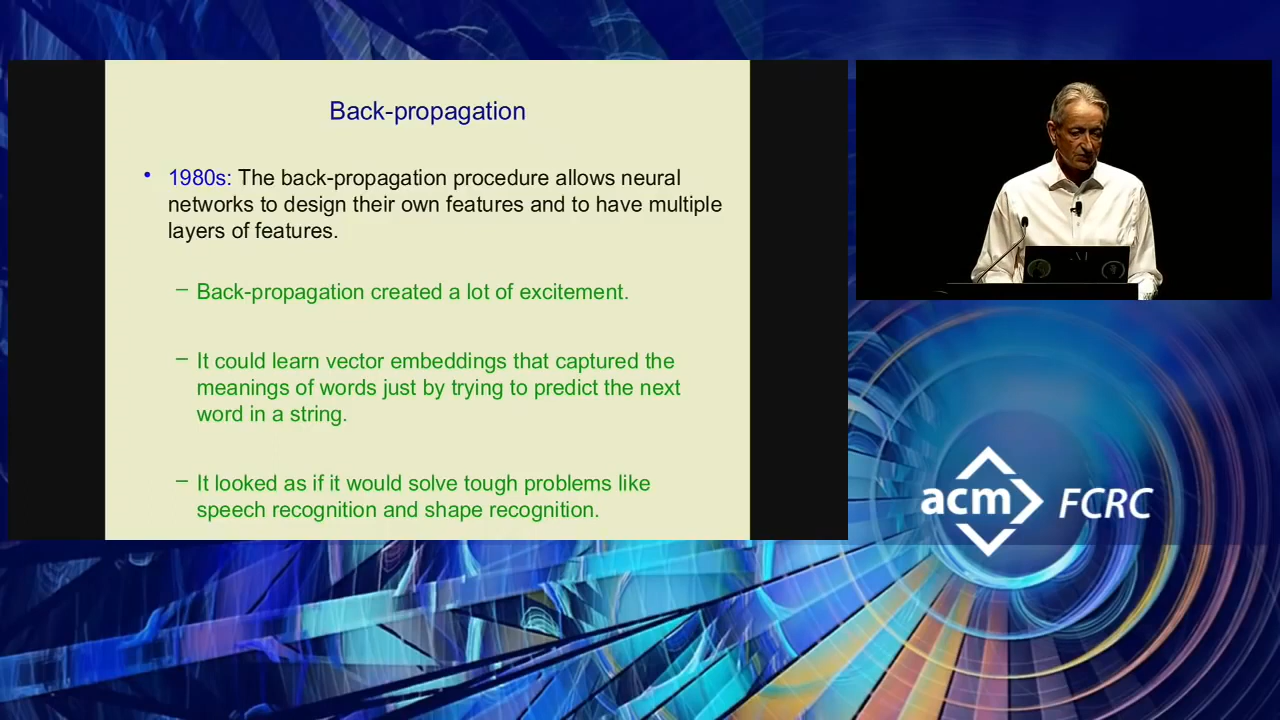 Back-propagation
• 1980s: The back-propagation procedure allows neural
networks to design their own features and to have multiple
layers of features.
– Back-propagation created a lot of excitement.
– It could learn vector embeddings that captured the
meanings of words just by trying to predict the next
word in a string.
– It looked as if it would solve tough problems like
speech recognition and shape recognition.
acm FCRC